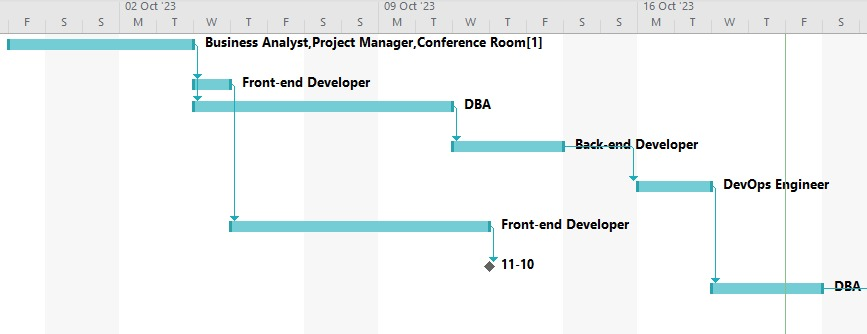 02 Oct '23 09 Oct '23 16 Oct '23
F S S M T W T F S S M T W T F S S M T W T F S
Business Analyst,Project Manager,Conference Room[1]
Front-end Developer
DBA
Back-end Developer
DevOps Engineer
Front-end Developer
11-10
DBA